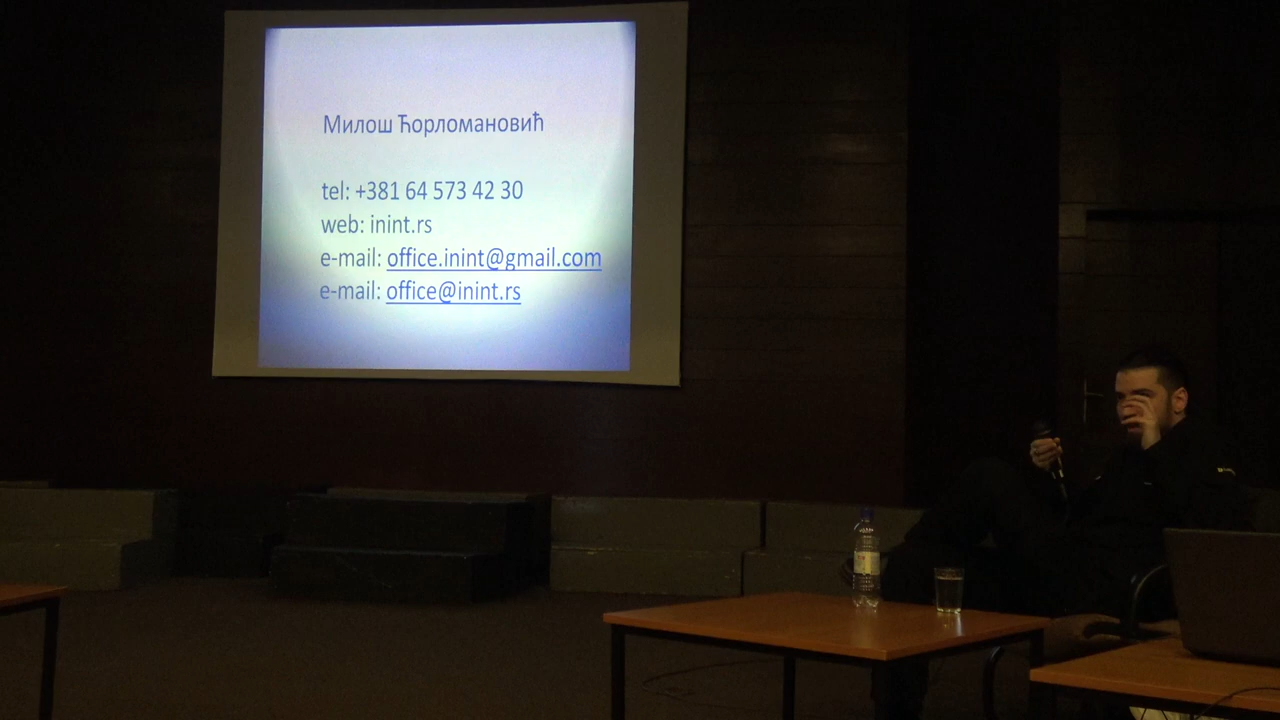 Милош Ћорломановић
tel: +381 64 573 42 30
web: inint.rs
e-mail: office.inint@gmail.com
e-mail: office@inint.rs